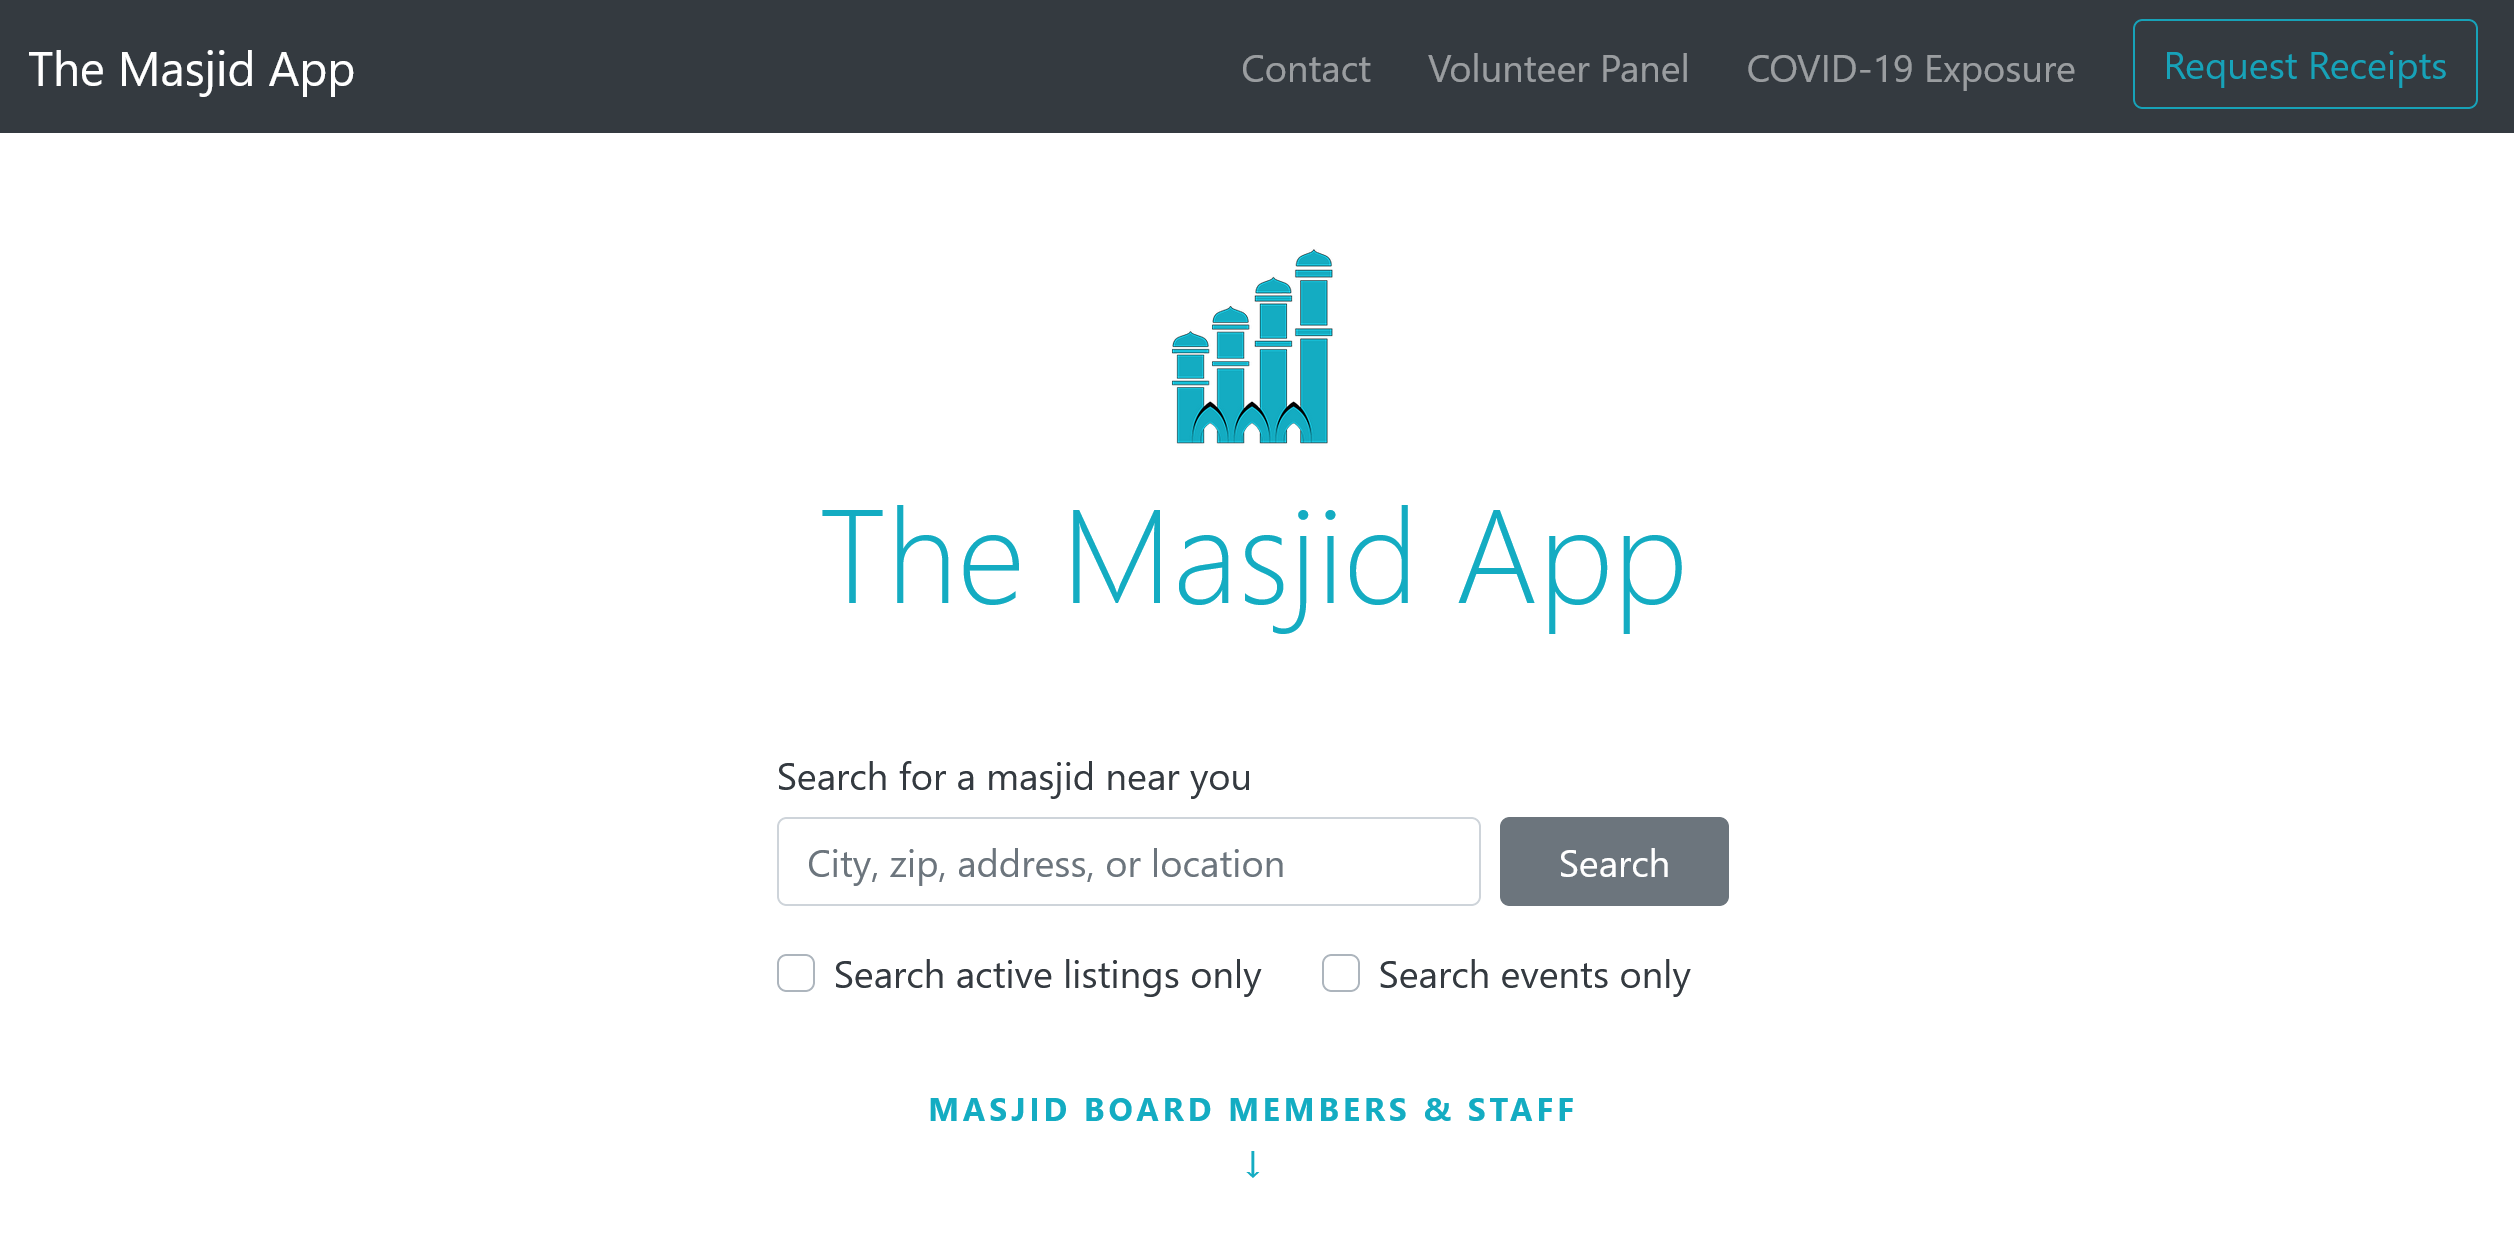 The Masjid App
Contact
Volunteer Panel
COVID-19 Exposure
Request Receipts
The Masjid App
Search for a masjid near you
City, zip, address, or location
Search
Search active listings only
Search events only
MASJID BOARD MEMBERS & STAFF
↓